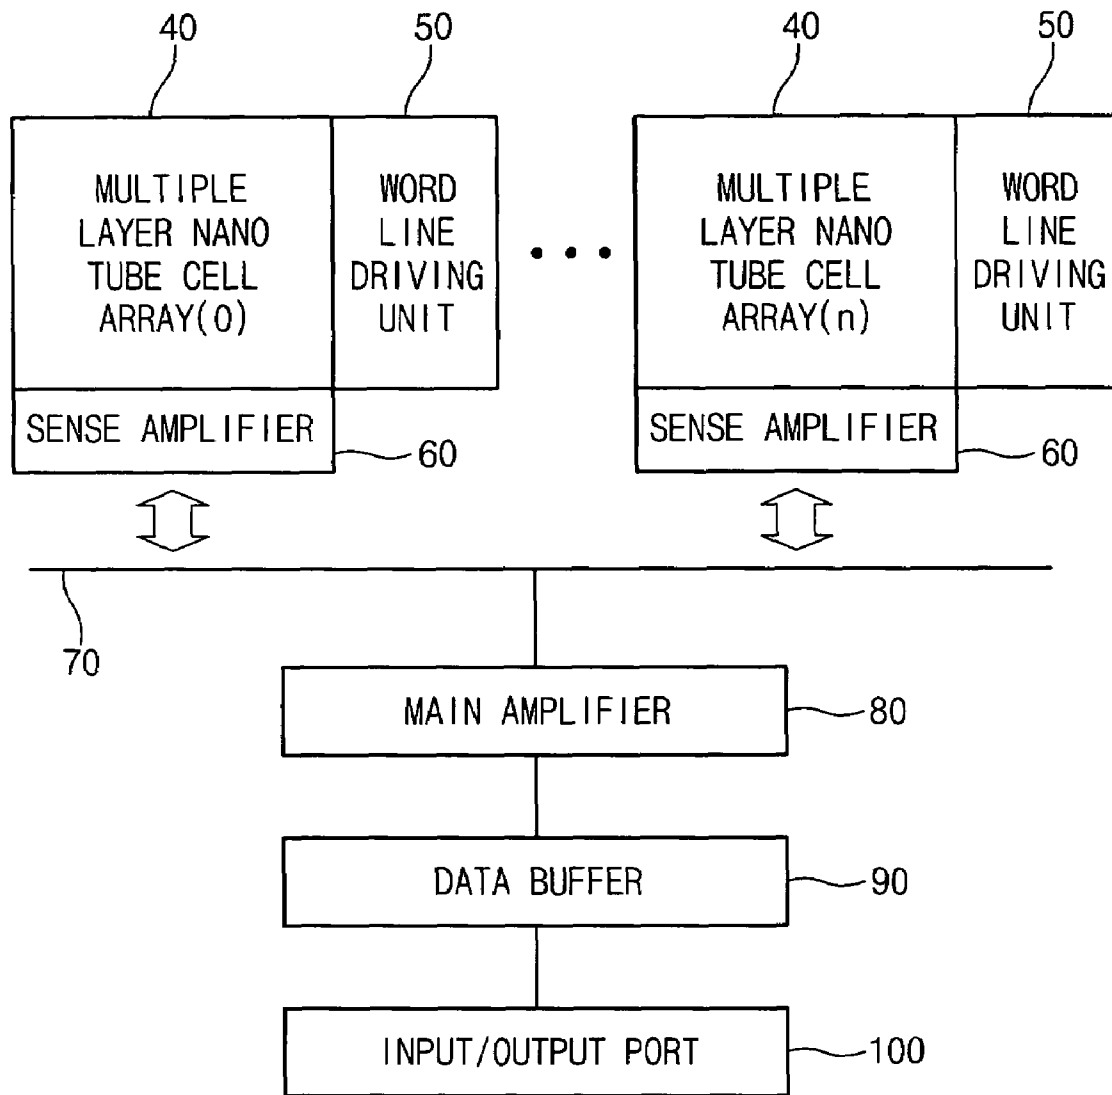 40
50
40
50
MULTIPLE
LAYER NANO
TUBE CELL
ARRAY(0)
WORD
LINE
DRIVING
UNIT
MULTIPLE
LAYER NANO
TUBE CELL
ARRAY(n)
WORD
LINE
DRIVING
UNIT
SENSE AMPLIFIER
60
SENSE AMPLIFIER
60
70
MAIN AMPLIFIER
80
DATA BUFFER
90
INPUT/OUTPUT PORT
100